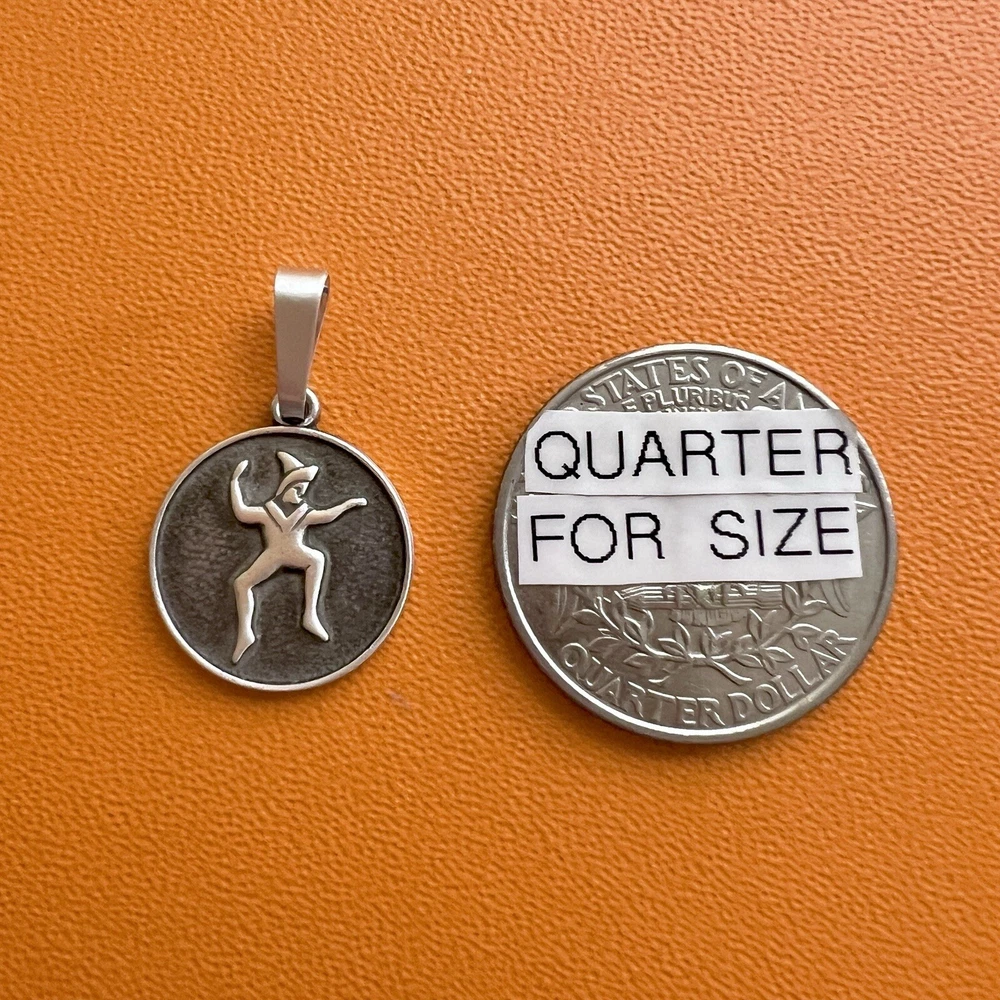 STATES OF A
PLURIBUS
QUARTER
FOR SIZE
QUARTER DOLLAR